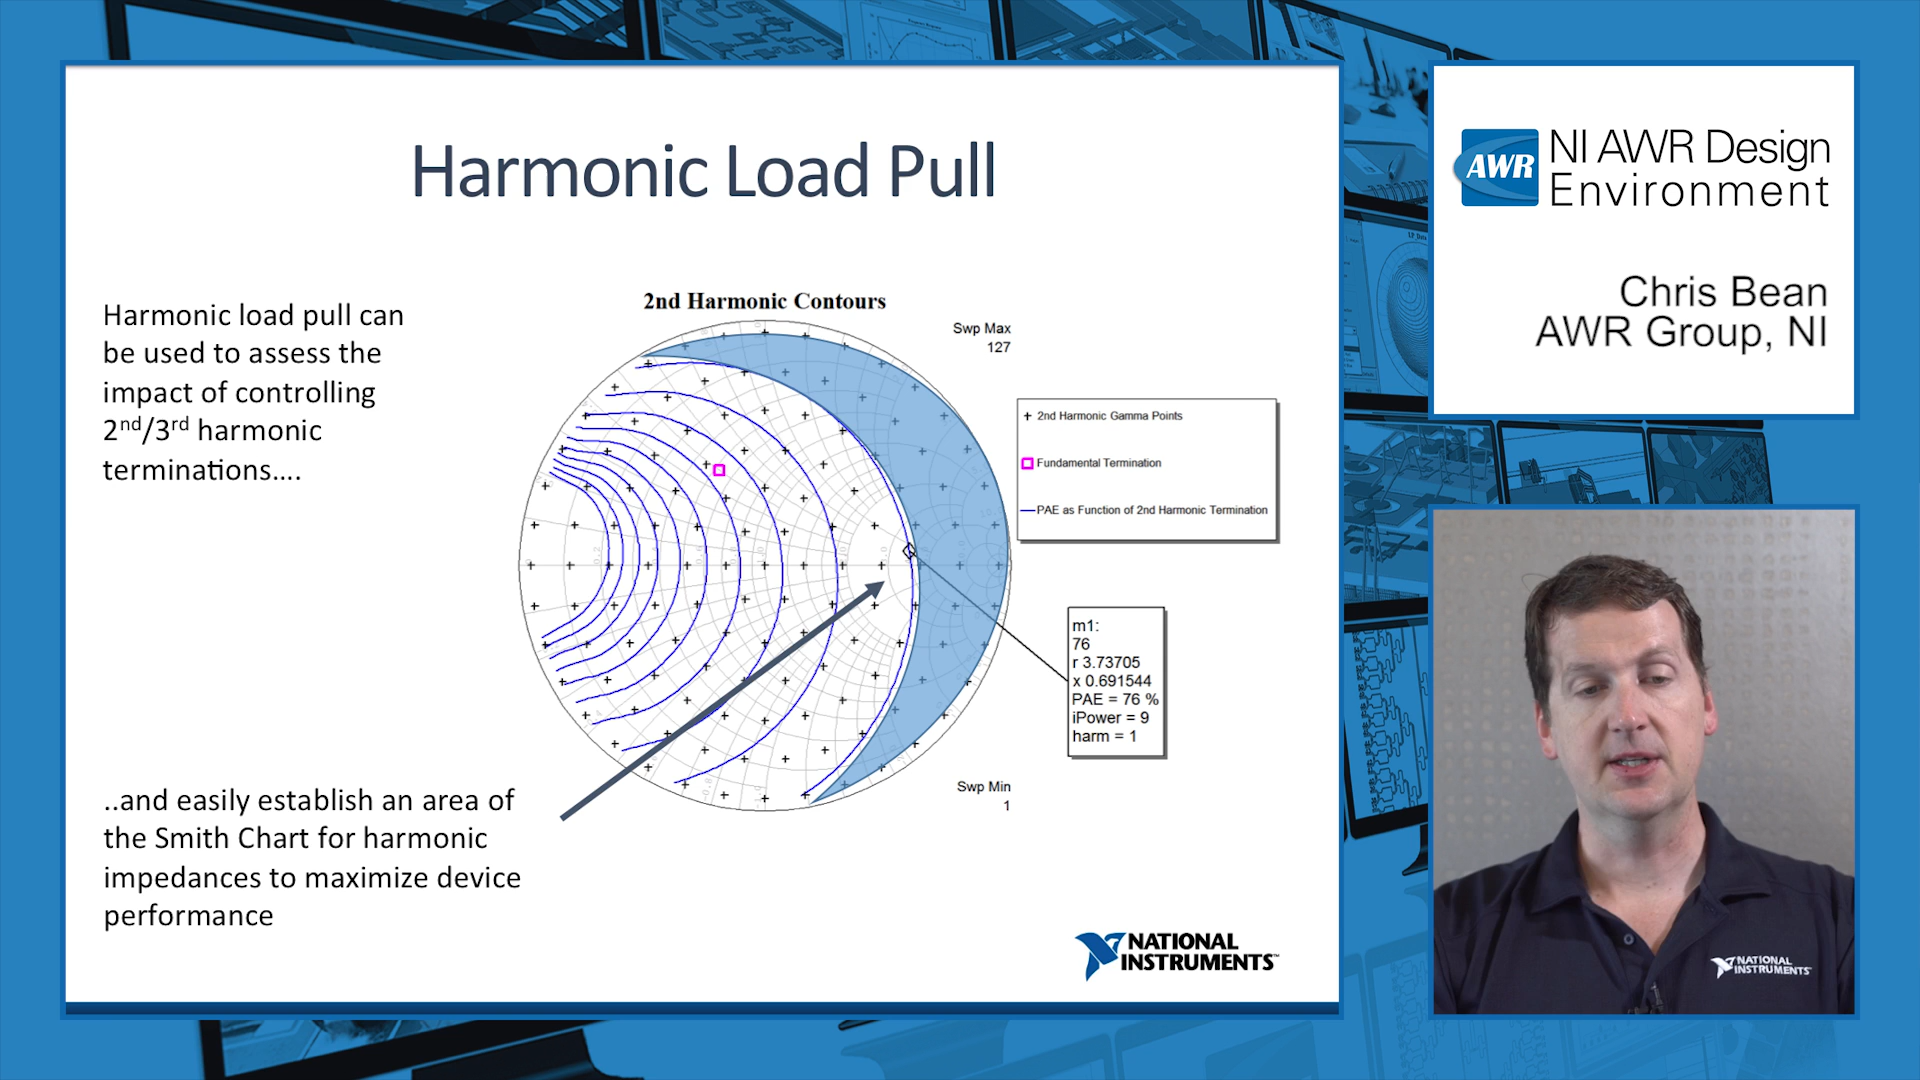 Harmonic Load Pull
Harmonic load pull can
be used to assess the
impact of controlling
2nd/3rd harmonic
terminations....
..and easily establish an area of
the Smith Chart for harmonic
impedances to maximize device
performance
2nd Harmonic Contours
Swp Max
127
2nd Harmonic Gamma Points
Fundamental Termination
PAE as Function of 2nd Harmonic Termination
m1:
76
r 3.73705
x 0.691544
PAE = 76 %
iPower = 9
harm = 1
Swp Min
1
NATIONAL
INSTRUMENTS™
AWR
NI AWR Design
Environment
Chris Bean
AWR Group, NI
NATIONAL
INSTRUMENTS